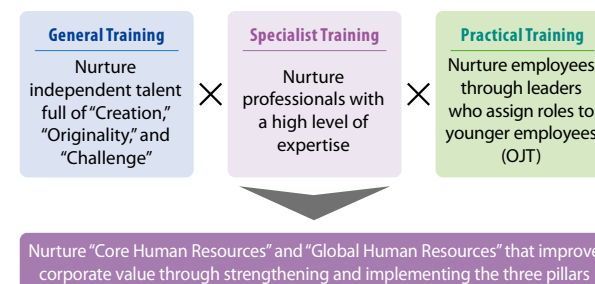 General Training
Nurture
independent talent
full of “Creation,”
“Originality,” and
“Challenge”
Specialist Training
Nurture
professionals with
a high level of
expertise
Practical Training
Nurture employees
through leaders
who assign roles to
younger employees
(OJT)
Nurture “Core Human Resources” and “Global Human Resources” that improve
corporate value through strengthening and implementing the three pillars